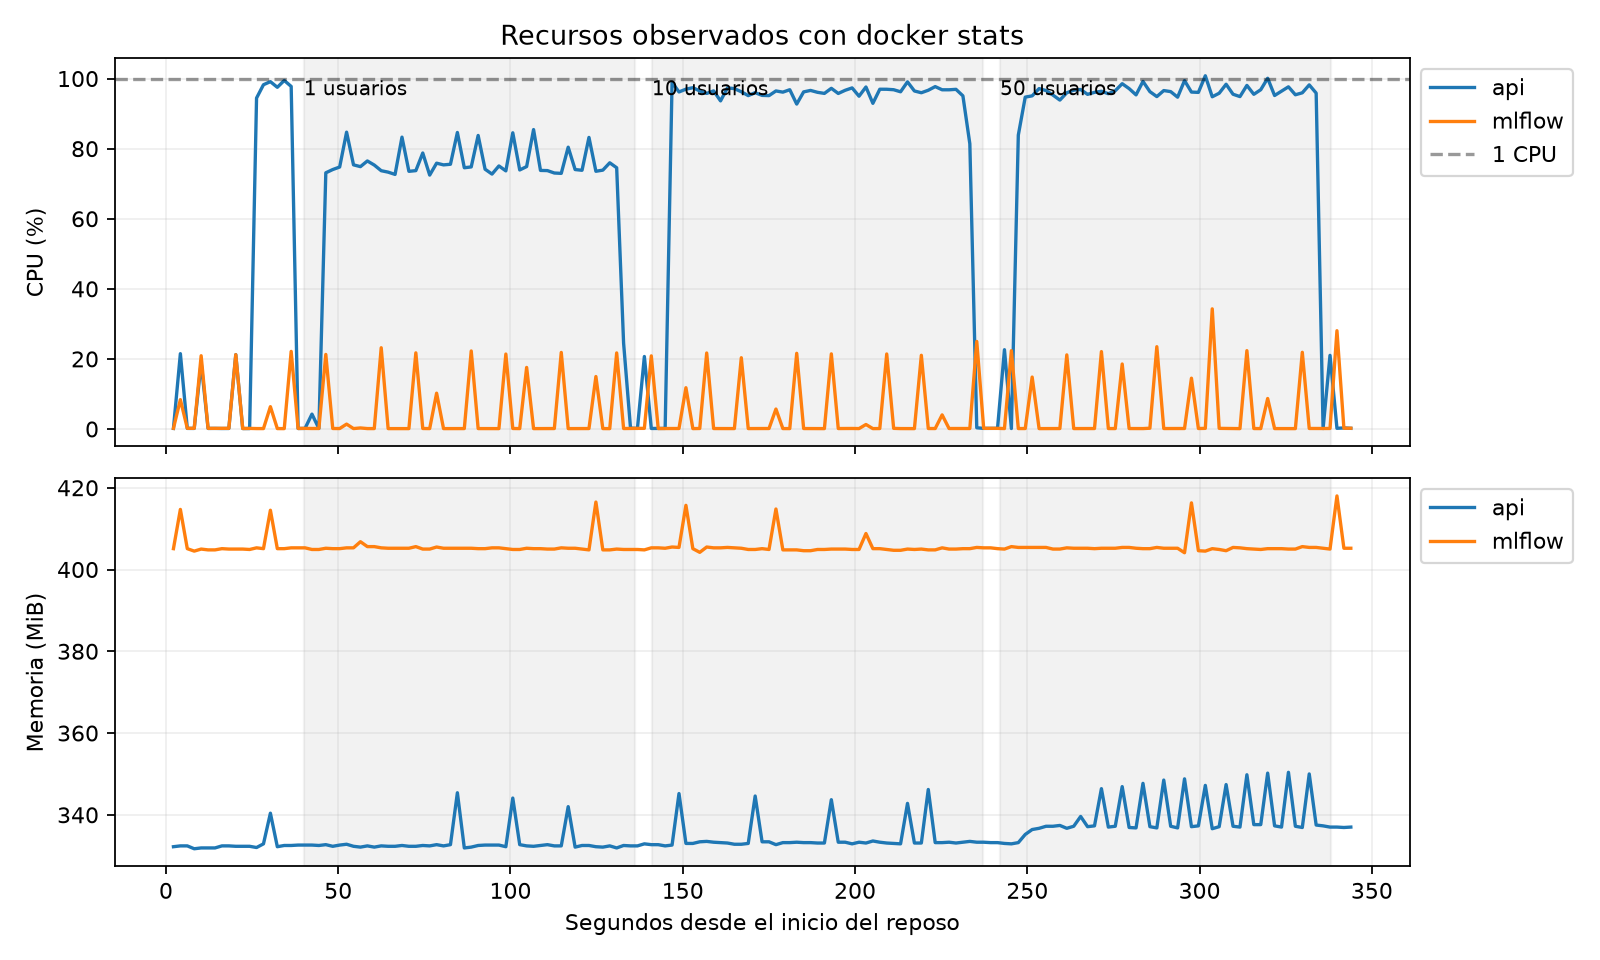 Recursos observados con docker stats
CPU (%)
100
80
60
40
20
0
1 usuarios
10 usuarios
50 usuarios
api
mlflow
1 CPU
Memoria (MiB)
420
400
380
360
340
api
mlflow
0
50
100
150
200
250
300
350
Segundos desde el inicio del reposo